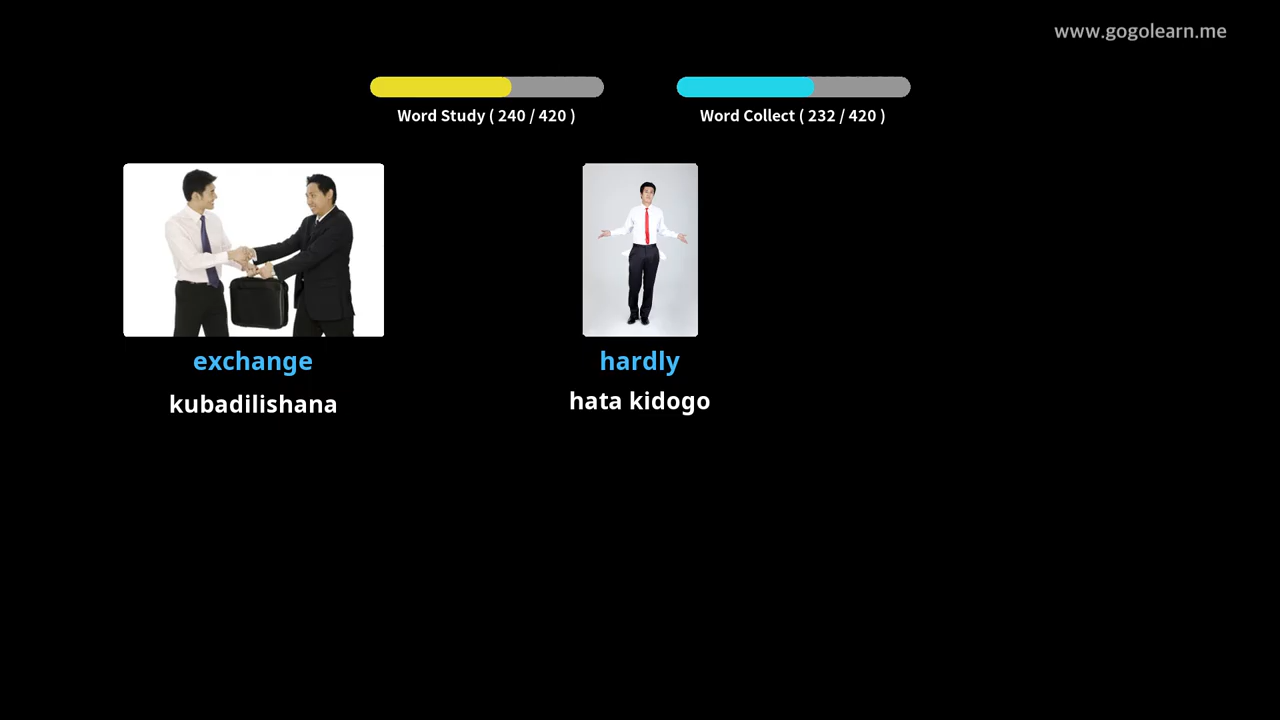 www.gogolearn.me
Word Study ( 240 / 420 )
Word Collect ( 232 / 420 )
exchange
kubadilishana
hardly
hata kidogo